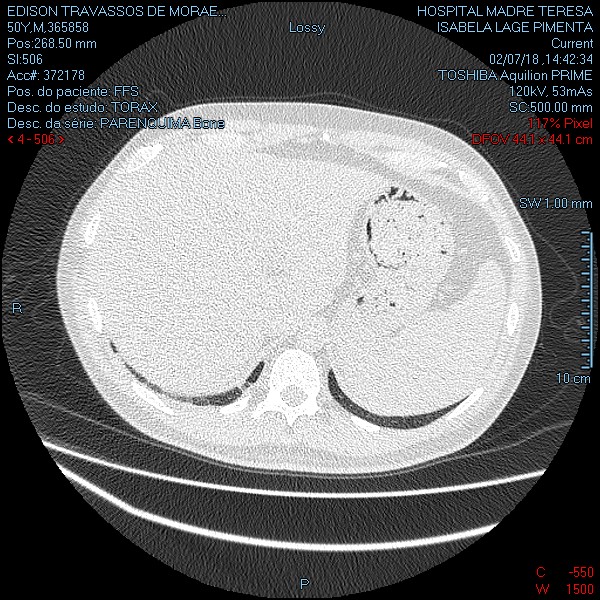 EDISON TRAVASSOS DE MORAE...
50Y,M,365858
Pos:268.50 mm
SI:506
Acc#: 372178
Pos. do paciente: FFS
Desc. do estudo: TORAX
Desc. da série: PARENQUIMA Bone
< 4 - 506 >
Lossy
HOSPITAL MADRE TERESA
ISABELA LAGE PIMENTA
Current
02/07/18 ,14:42:34
TOSHIBA Aquilion PRIME
120kV, 53mAs
SC:500.00 mm
117% Pixel
DFOV:44.1 x 44.1 cm
SW:1.00 mm
R
10 cm
P
C -550
W 1500